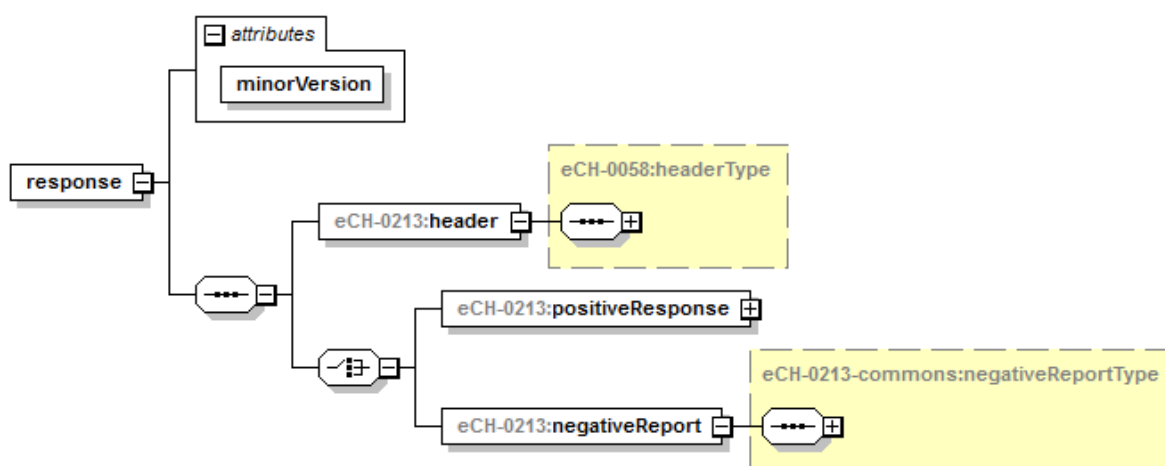 attributes
minorVersion
response
eCH-0058:headerType
eCH-0213:header
eCH-0213:positiveResponse
eCH-0213-commons:negativeReportType
eCH-0213:negativeReport